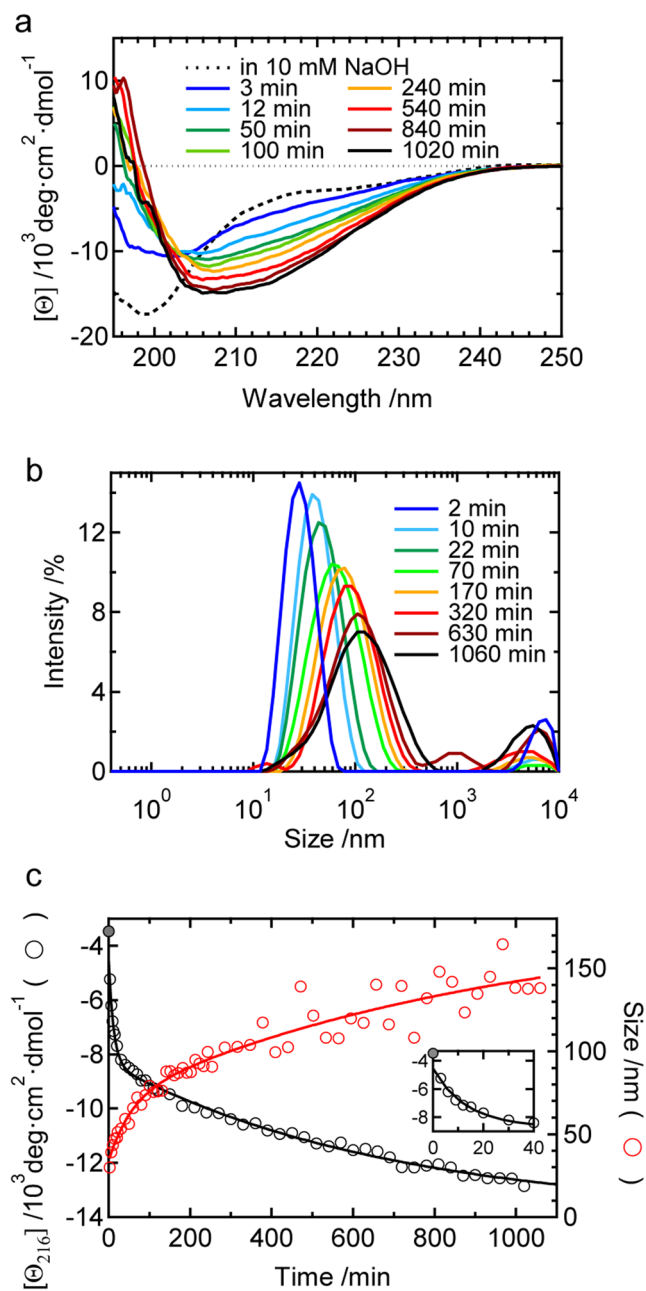 a
[Θ] /10³ deg·cm²·dmol⁻¹
10
0
-10
-20
in 10 mM NaOH
3 min
12 min
50 min
100 min
240 min
540 min
840 min
1020 min
200 210 220 230 240 250
Wavelength /nm
b
Intensity /%
12
8
4
0
2 min
10 min
22 min
70 min
170 min
320 min
630 min
1060 min
10⁰ 10¹ 10² 10³ 10⁴
Size /nm
c
[Θ₂₁₆] /10³ deg·cm²·dmol⁻¹ ( ○ )
-4
-6
-8
-10
-12
-14
-4
-6
-8
0 20 40
150
100
50
0
Size /nm ( ○ )
0 200 400 600 800 1000
Time /min